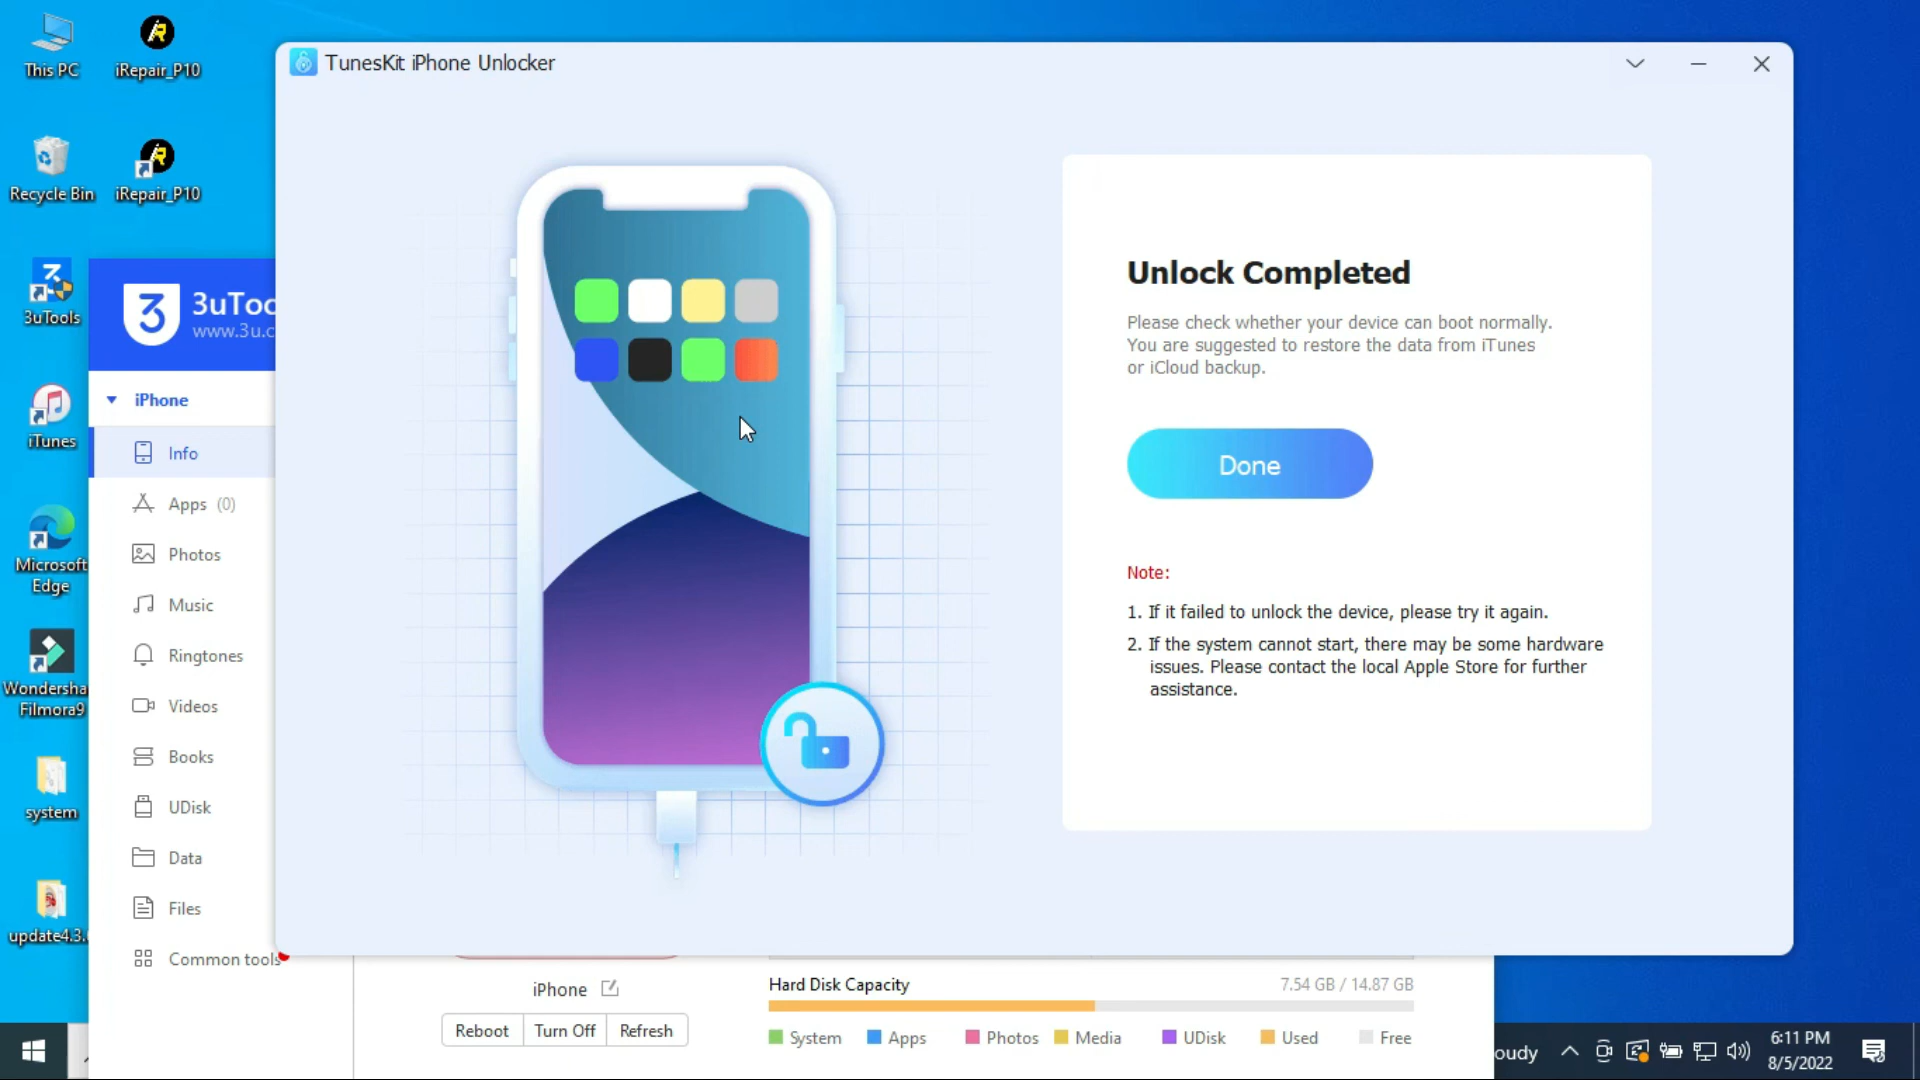 This PC
iRepair_P10
Recycle Bin
iRepair_P10
3uTools
iTunes
Microsoft
Edge
Wondersha
Filmora9
system
update4.3.
3
3uToo
www.3u.c
iPhone
Info
Apps (0)
Photos
Music
Ringtones
Videos
Books
UDisk
Data
Files
Common tools
TunesKit iPhone Unlocker
Unlock Completed
Please check whether your device can boot normally.
You are suggested to restore the data from iTunes
or iCloud backup.
Done
Note:
1. If it failed to unlock the device, please try it again.
2. If the system cannot start, there may be some hardware
issues. Please contact the local Apple Store for further
assistance.
iPhone
Reboot Turn Off Refresh
Hard Disk Capacity 7.54 GB / 14.87 GB
System Apps Photos Media UDisk Used Free
oudy
6:11 PM
8/5/2022